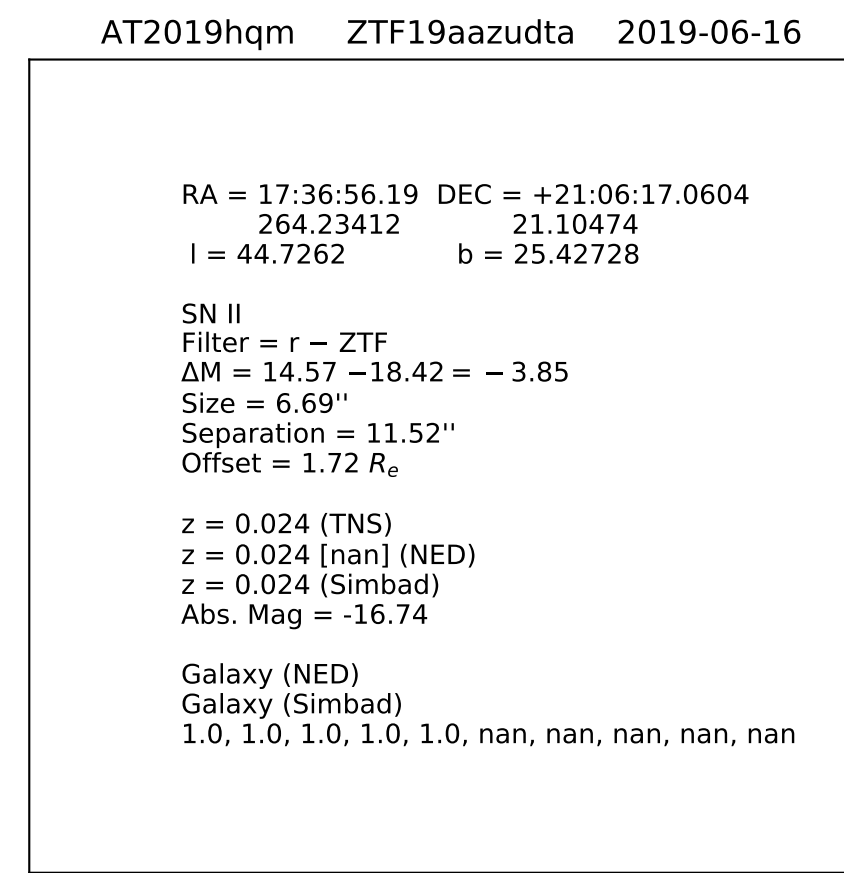 AT2019hqm ZTF19aazudta 2019-06-16
RA = 17:36:56.19 DEC = +21:06:17.0604
264.23412 21.10474
l = 44.7262 b = 25.42728
SN II
Filter = r − ZTF
ΔM = 14.57 −18.42 = − 3.85
Size = 6.69''
Separation = 11.52''
Offset = 1.72 Re
z = 0.024 (TNS)
z = 0.024 [nan] (NED)
z = 0.024 (Simbad)
Abs. Mag = -16.74
Galaxy (NED)
Galaxy (Simbad)
1.0, 1.0, 1.0, 1.0, 1.0, nan, nan, nan, nan, nan